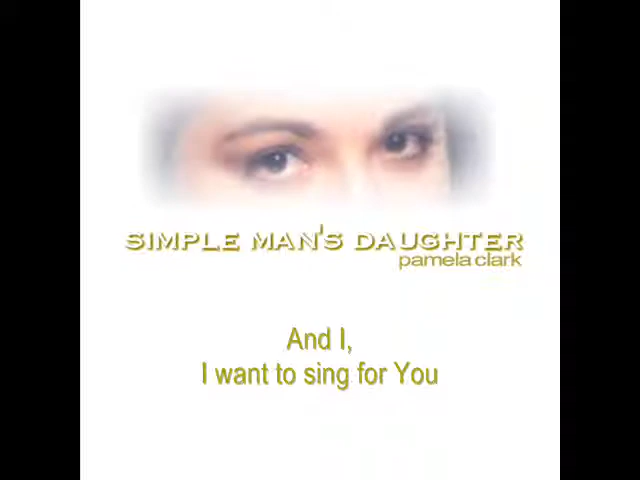 SIMPLE MAN'S DAUGHTER
pamela clark
And I,
I want to sing for You